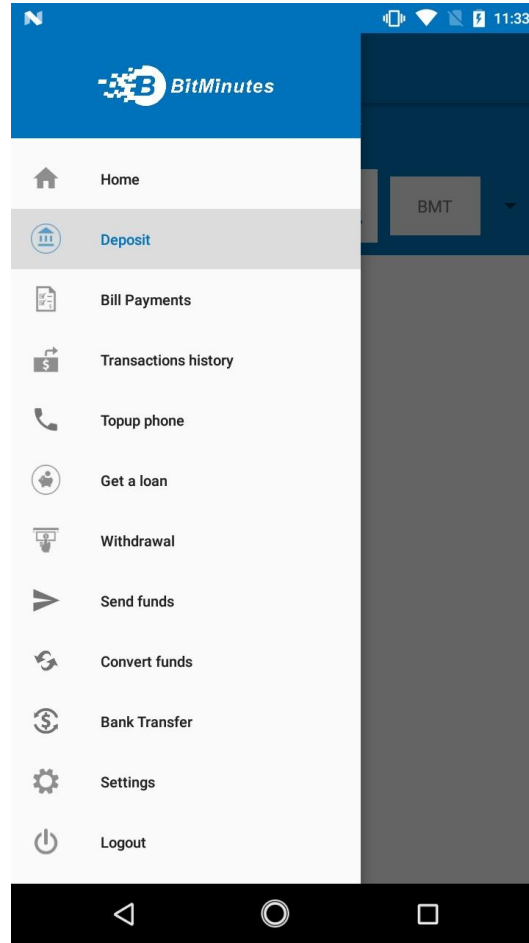 11:33
BitMinutes
Home
Deposit
BMT
Bill Payments
Transactions history
Topup phone
Get a loan
Withdrawal
Send funds
Convert funds
Bank Transfer
Settings
Logout